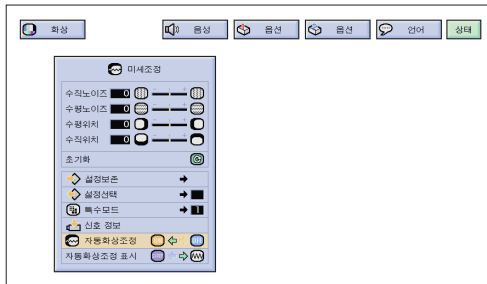 화상 음성 옵션 옵션 언어 상태
미세조정
수직노이즈 0
수평노이즈 0
수평위치 0
수직위치 0
초기화
설정보존
설정선택
특수모드 1
신호 정보
자동화상조정
자동화상조정 표시